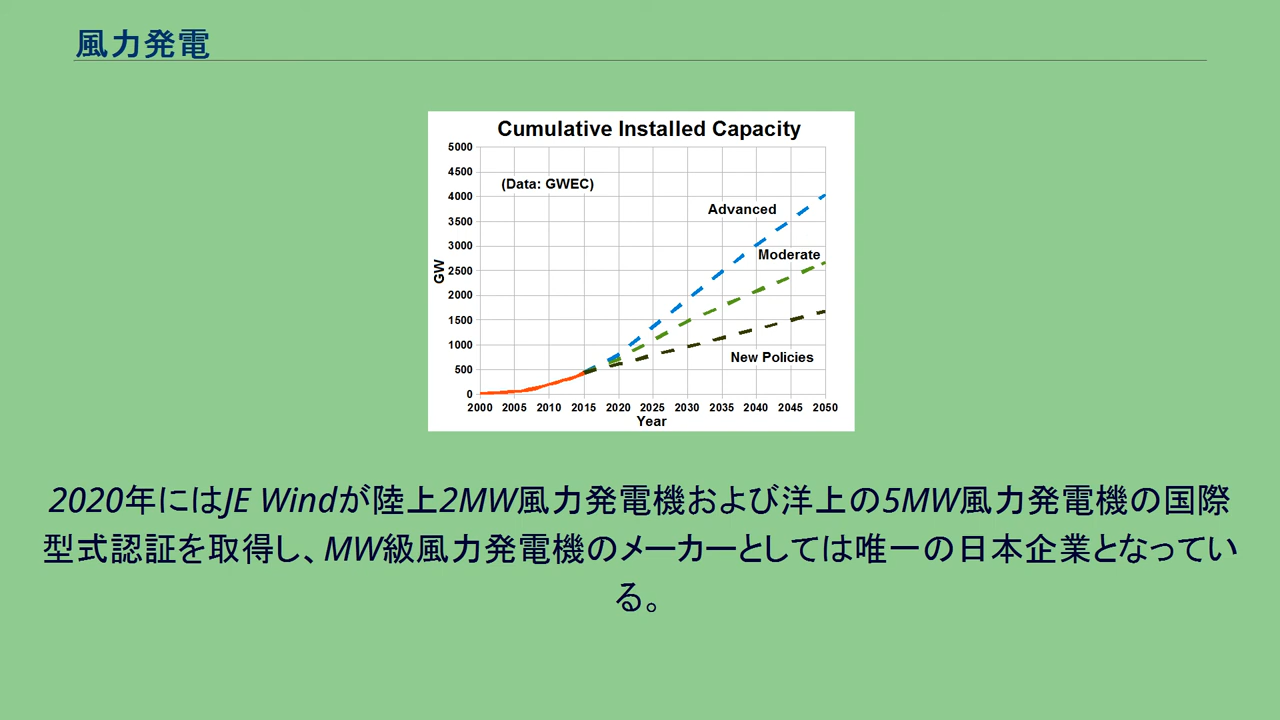 風力発電
Cumulative Installed Capacity
5000
4500
(Data: GWEC)
4000
Advanced
3500
3000
Moderate
GW
2500
2000
1500
1000
New Policies
500
0
2000 2005 2010 2015 2020 2025 2030 2035 2040 2045 2050
Year
2020年にはJE Windが陸上2MW風力発電機および洋上の5MW風力発電機の国際
型式認証を取得し、MW級風力発電機のメーカーとしては唯一の日本企業となってい
る。